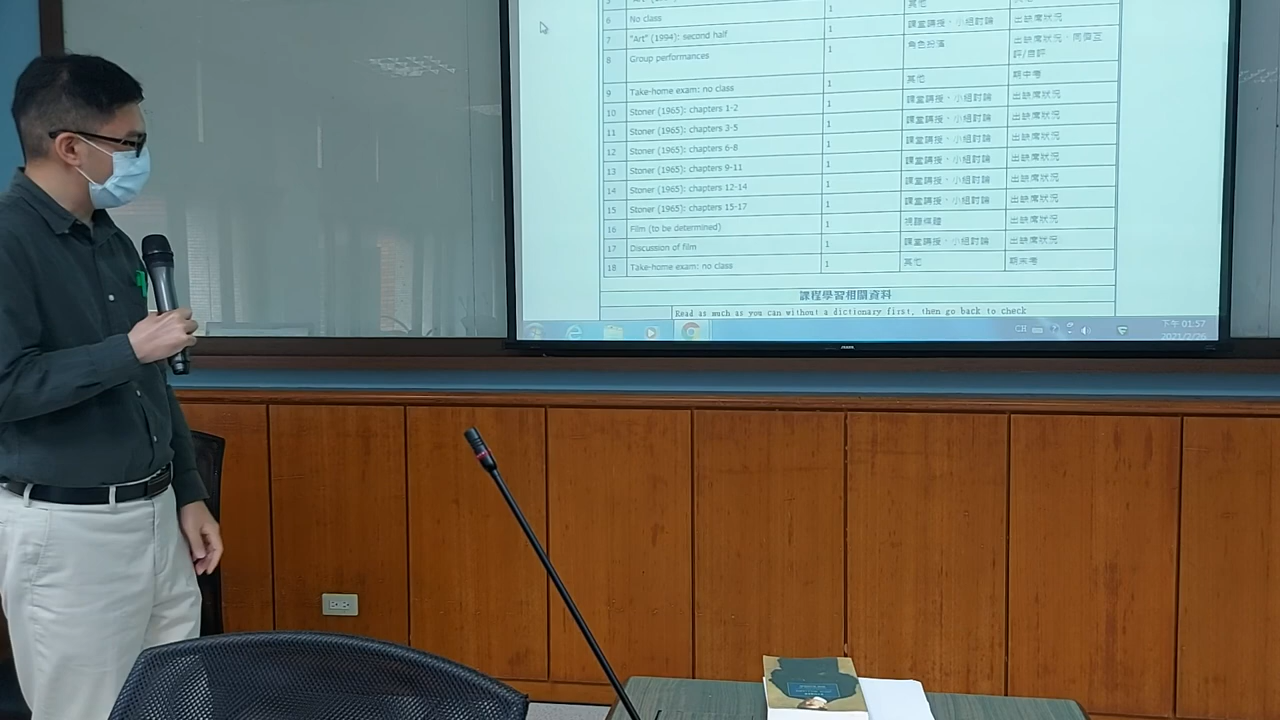 6 No class 1 課堂講授、小組討論 出缺席狀況
7 "Art" (1994): second half 1 課堂講授、小組討論 出缺席狀況、同儕互評/自評
8 Group performances 1 角色扮演
9 Take-home exam: no class 1 其他 期中考
10 Stoner (1965): chapters 1-2 1 課堂講授、小組討論 出缺席狀況
11 Stoner (1965): chapters 3-5 1 課堂講授、小組討論 出缺席狀況
12 Stoner (1965): chapters 6-8 1 課堂講授、小組討論 出缺席狀況
13 Stoner (1965): chapters 9-11 1 課堂講授、小組討論 出缺席狀況
14 Stoner (1965): chapters 12-14 1 課堂講授、小組討論 出缺席狀況
15 Stoner (1965): chapters 15-17 1 課堂講授、小組討論 出缺席狀況
16 Film (to be determined) 1 視聽媒體 出缺席狀況
17 Discussion of film 1 課堂講授、小組討論 出缺席狀況
18 Take-home exam: no class 1 其他 期末考
課程學習相關資料
Read as much as you can without a dictionary first, then go back to check
CH 下午 01:57